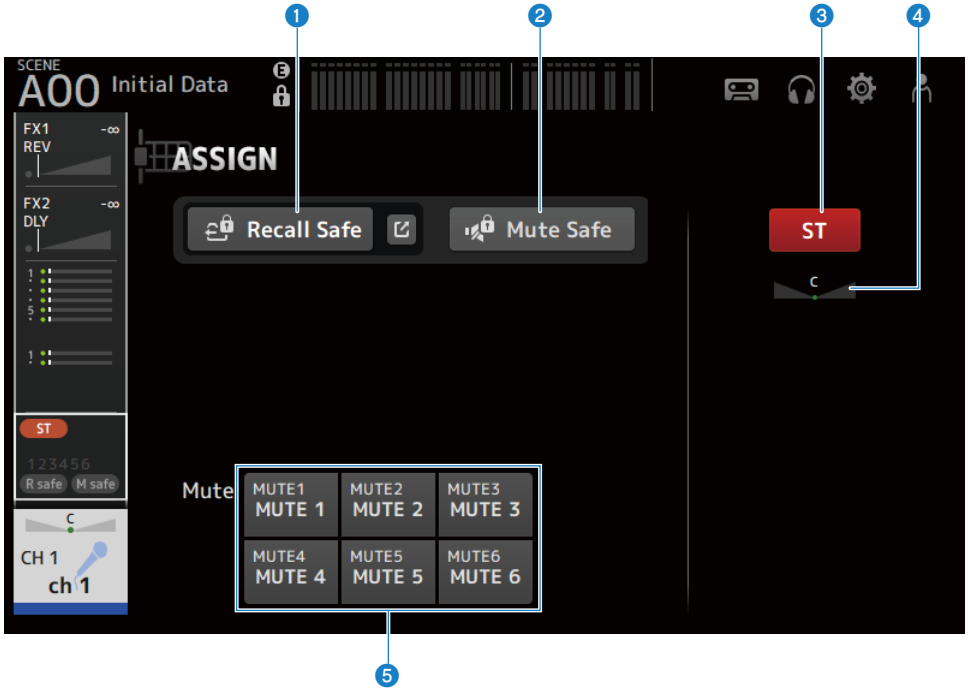 1 2 3 4
SCENE
A00 Initial Data
E
FX1 -∞
REV
ASSIGN
FX2 -∞
DLY
Recall Safe
Mute Safe
ST
C
1
5
1
ST
123456
R safe M safe
Mute
MUTE1 MUTE2 MUTE3
MUTE 1 MUTE 2 MUTE 3
MUTE4 MUTE5 MUTE6
MUTE 4 MUTE 5 MUTE 6
C
CH 1
ch 1
5